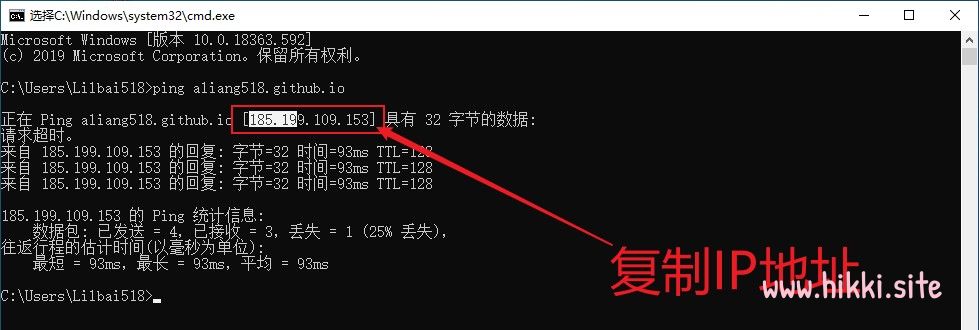 选择C:\Windows\system32\cmd.exe
Microsoft Windows [版本 10.0.18363.592]
(c) 2019 Microsoft Corporation。保留所有权利。
C:\Users\Lilbai518>ping aliang518.github.io
正在 Ping aliang518.github.io [185.199.109.153] 具有 32 字节的数据:
请求超时。
来自 185.199.109.153 的回复: 字节=32 时间=93ms TTL=128
来自 185.199.109.153 的回复: 字节=32 时间=93ms TTL=128
来自 185.199.109.153 的回复: 字节=32 时间=93ms TTL=128
185.199.109.153 的 Ping 统计信息:
数据包: 已发送 = 4，已接收 = 3，丢失 = 1 (25% 丢失)，
往返行程的估计时间(以毫秒为单位):
最短 = 93ms，最长 = 93ms，平均 = 93ms
复制IP地址
www.hikki.site
C:\Users\Lilbai518>